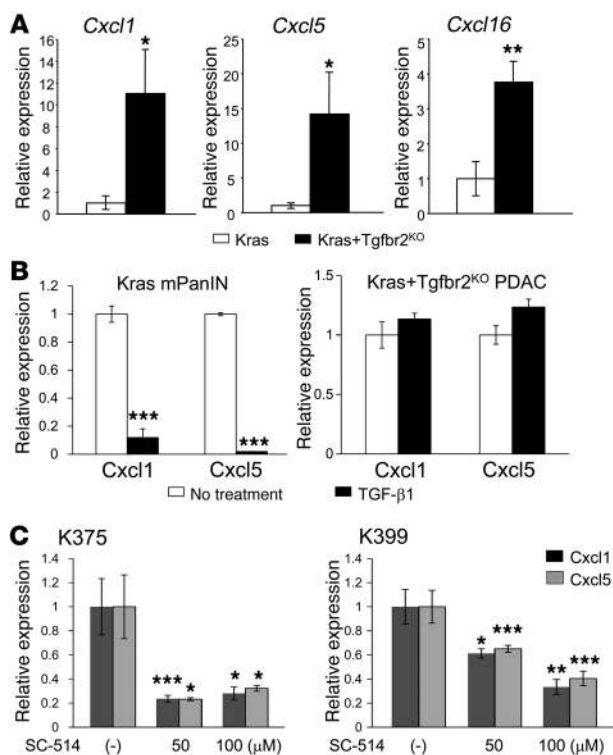 A
Cxcl1 Cxcl5 Cxcl16
Relative expression
16
14
12
10
8
6
4
2
0
*
Relative expression
25
20
15
10
5
0
*
Relative expression
6
5
4
3
2
1
0
**
Kras Kras+Tgfbr2KO
B
Kras mPanIN
Relative expression
1.2
1
0.8
0.6
0.4
0.2
0
*** ***
Cxcl1 Cxcl5
Kras+Tgfbr2KO PDAC
Relative expression
1.5
1
0.5
0
Cxcl1 Cxcl5
No treatment TGF-β1
C
K375
Relative expression
1.4
1.2
1
0.8
0.6
0.4
0.2
0
*** * * *
SC-514 (-) 50 100 (μM)
K399
Cxcl1
Cxcl5
Relative expression
1.4
1.2
1
0.8
0.6
0.4
0.2
0
* *** ** ***
(-) 50 100 (μM)